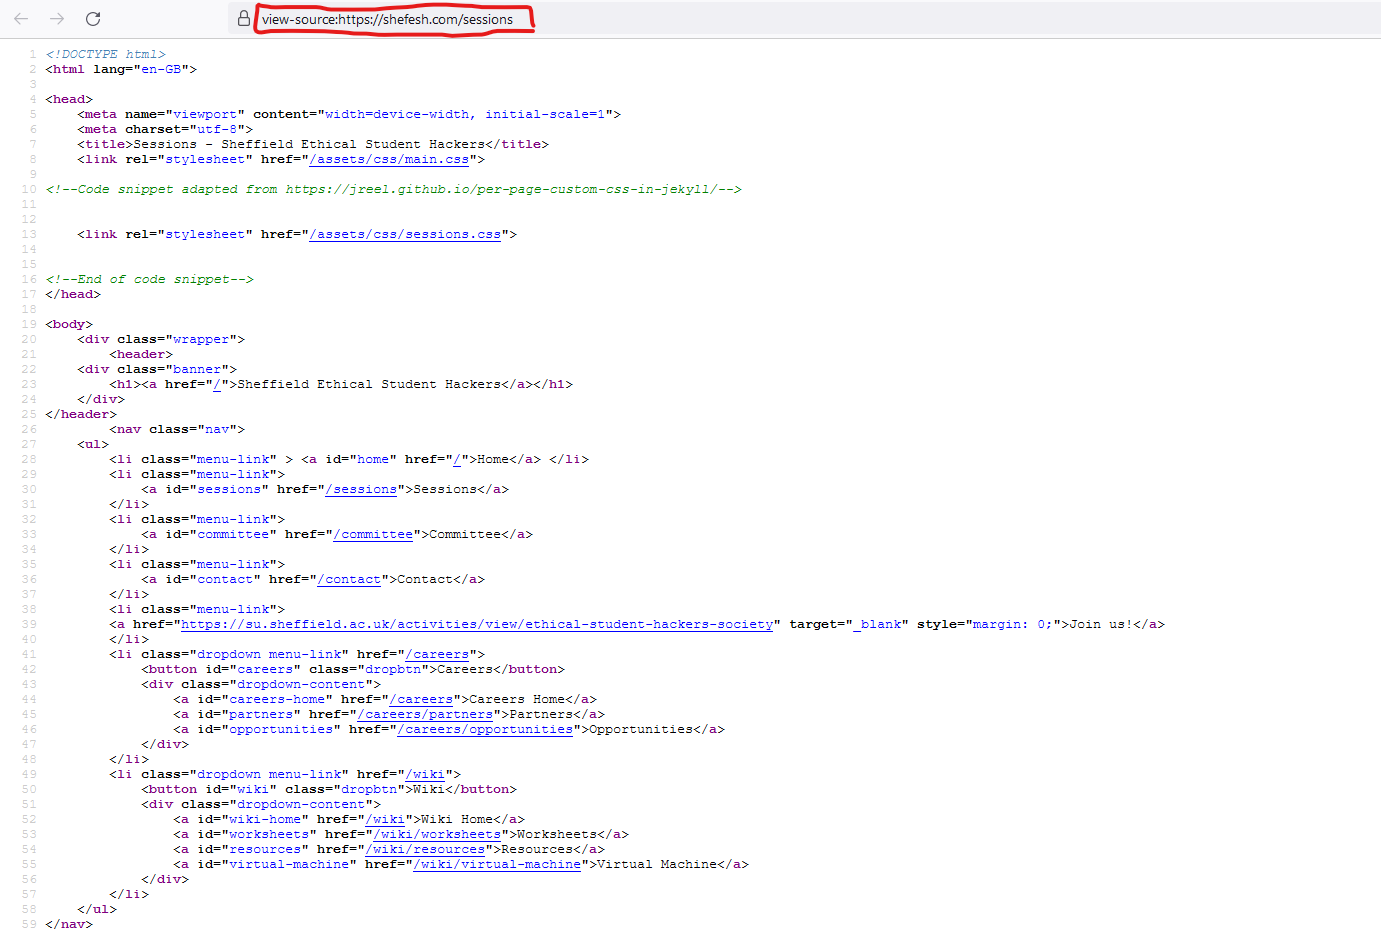 view-source:https://shefesh.com/sessions
1 <!DOCTYPE html>
2 <html lang="en-GB">
3
4 <head>
5 <meta name="viewport" content="width=device-width, initial-scale=1">
6 <meta charset="utf-8">
7 <title>Sessions - Sheffield Ethical Student Hackers</title>
8 <link rel="stylesheet" href="/assets/css/main.css">
9
10 <!--Code snippet adapted from https://jreel.github.io/per-page-custom-css-in-jekyll/-->
11
12
13 <link rel="stylesheet" href="/assets/css/sessions.css">
14
15
16 <!--End of code snippet-->
17 </head>
18
19 <body>
20 <div class="wrapper">
21 <header>
22 <div class="banner">
23 <h1><a href="/">Sheffield Ethical Student Hackers</a></h1>
24 </div>
25 </header>
26 <nav class="nav">
27 <ul>
28 <li class="menu-link" > <a id="home" href="/">Home</a> </li>
29 <li class="menu-link">
30 <a id="sessions" href="/sessions">Sessions</a>
31 </li>
32 <li class="menu-link">
33 <a id="committee" href="/committee">Committee</a>
34 </li>
35 <li class="menu-link">
36 <a id="contact" href="/contact">Contact</a>
37 </li>
38 <li class="menu-link">
39 <a href="https://su.sheffield.ac.uk/activities/view/ethical-student-hackers-society" target="_blank" style="margin: 0;">Join us!</a>
40 </li>
41 <li class="dropdown menu-link" href="/careers">
42 <button id="careers" class="dropbtn">Careers</button>
43 <div class="dropdown-content">
44 <a id="careers-home" href="/careers">Careers Home</a>
45 <a id="partners" href="/careers/partners">Partners</a>
46 <a id="opportunities" href="/careers/opportunities">Opportunities</a>
47 </div>
48 </li>
49 <li class="dropdown menu-link" href="/wiki">
50 <button id="wiki" class="dropbtn">Wiki</button>
51 <div class="dropdown-content">
52 <a id="wiki-home" href="/wiki">Wiki Home</a>
53 <a id="worksheets" href="/wiki/worksheets">Worksheets</a>
54 <a id="resources" href="/wiki/resources">Resources</a>
55 <a id="virtual-machine" href="/wiki/virtual-machine">Virtual Machine</a>
56 </div>
57 </li>
58 </ul>
59 </nav>